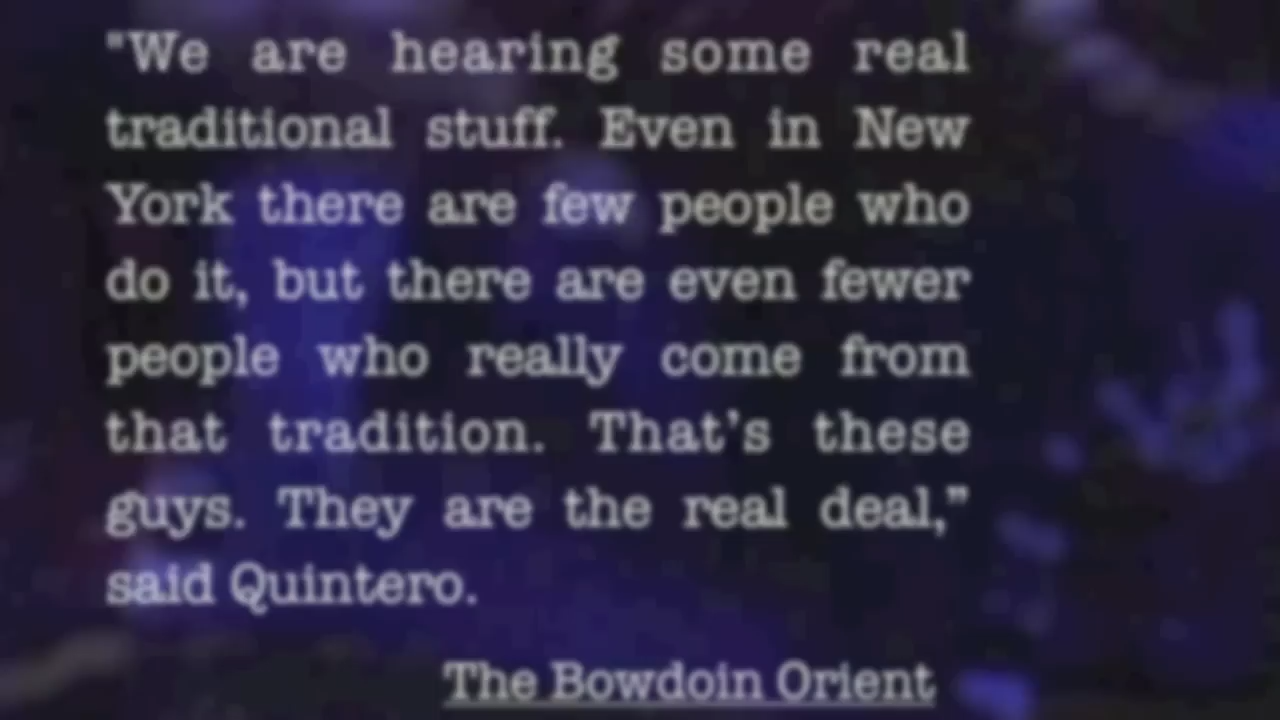 "We are hearing some real
traditional stuff. Even in New
York there are few people who
do it, but there are even fewer
people who really come from
that tradition. That’s these
guys. They are the real deal,”
said Quintero.
The Bowdoin Orient